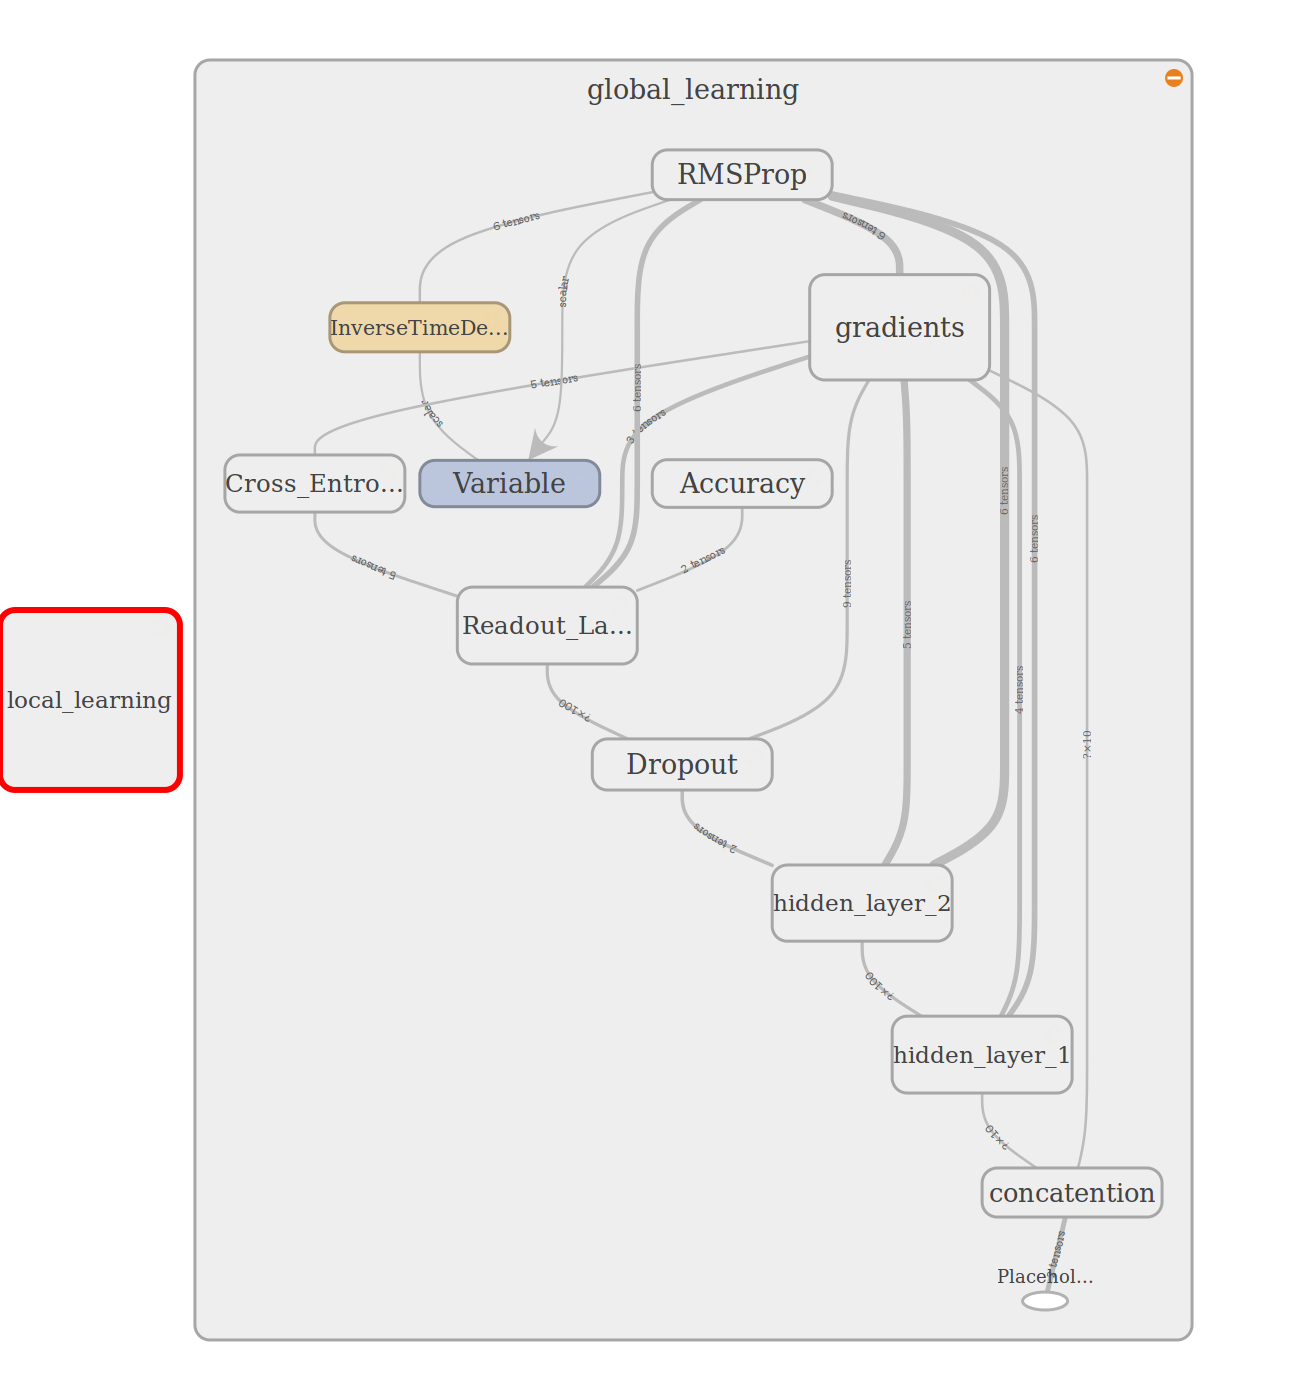 global_learning
RMSProp
6 tensors
6 tensors
scalar
gradients
InverseTimeDe...
5 tensors
6 tensors
scalar
Cross_Entro...
Variable
Accuracy
6 tensors
6 tensors
5 tensors
2 tensors
9 tensors
5 tensors
Readout_La...
local_learning
4 tensors
?×100
?×10
Dropout
2 tensors
hidden_layer_2
?×100
hidden_layer_1
?×10
concatention
tensors
Placehol...